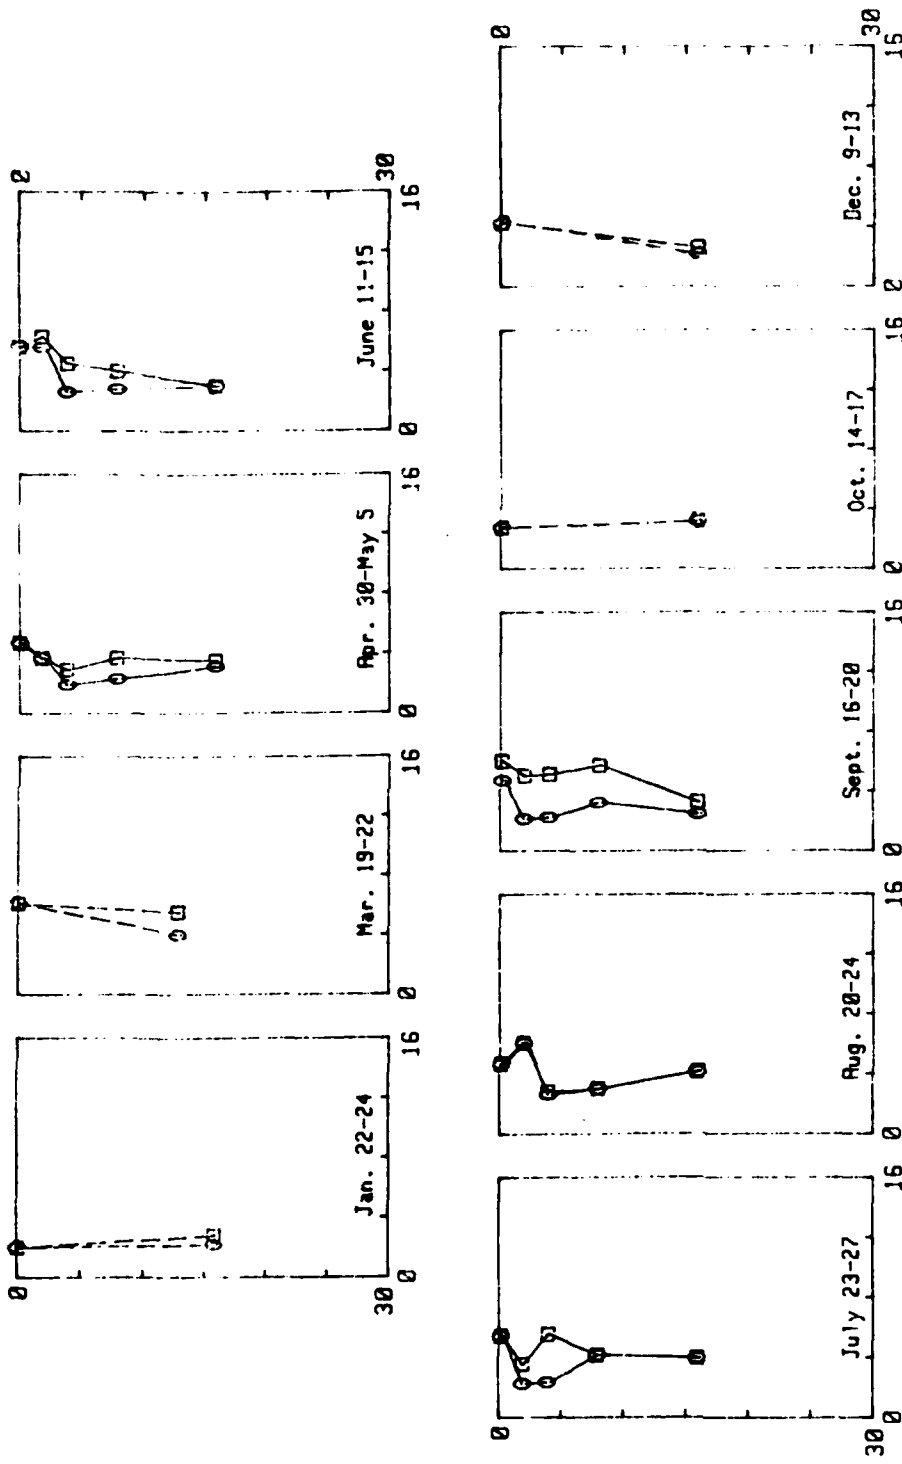 0 0
Jan. 22-24 Mar. 19-22 Apr. 30-May 5 June 11-15
30 30
0 16 0 16 0 16 0 16
0 0
July 23-27 Aug. 20-24 Sept. 16-20 Oct. 14-17 Dec. 9-13
30 30
0 16 0 16 0 16 0 16 0 16